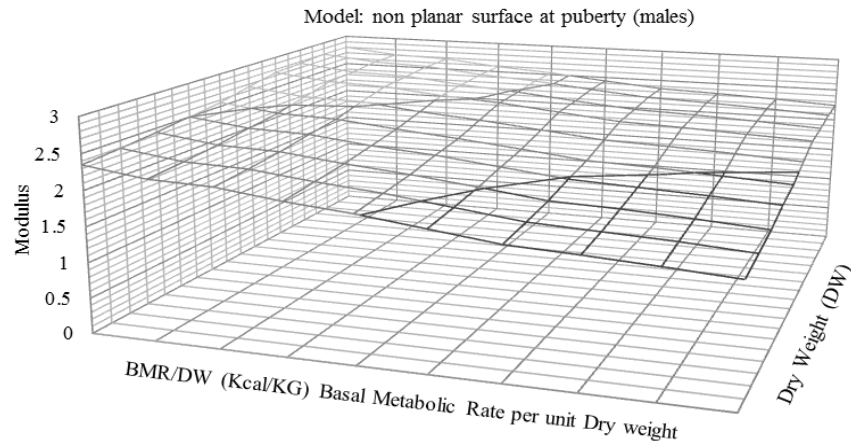 Model: non planar surface at puberty (males)
3
2.5
2
1.5
1
0.5
0
Modulus
BMR/DW (Kcal/KG) Basal Metabolic Rate per unit Dry weight
Dry Weight (DW)